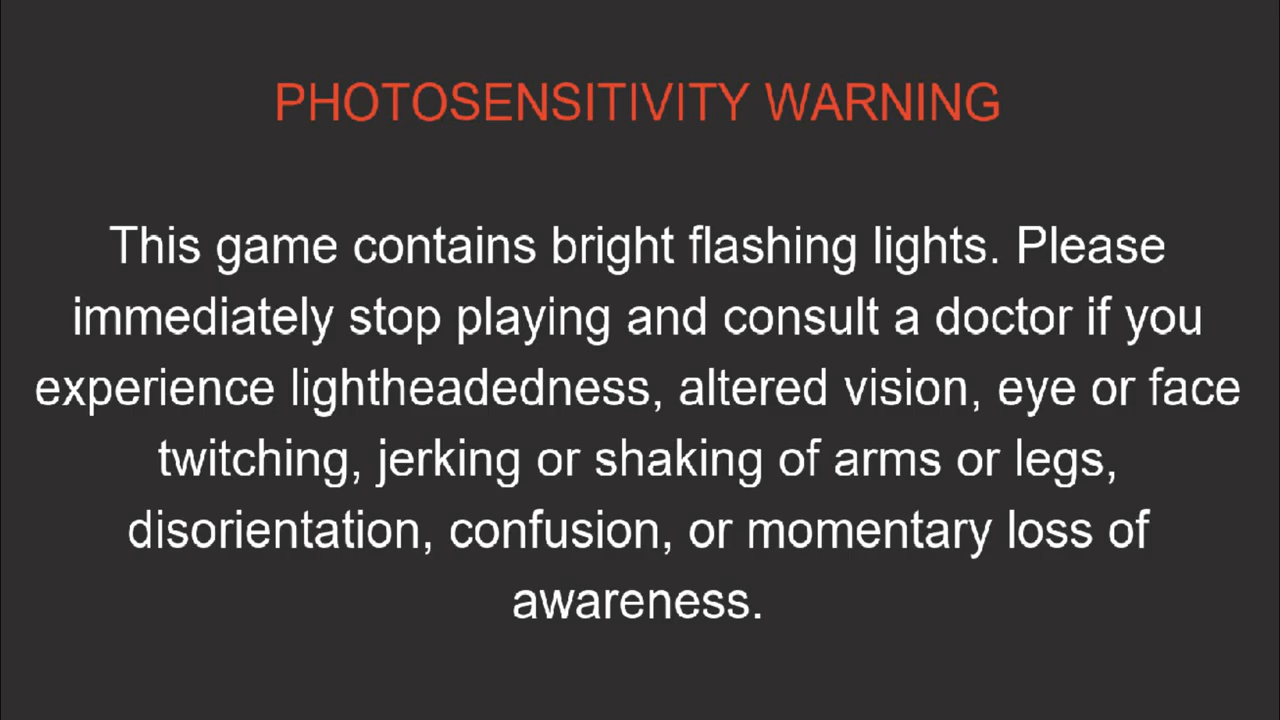 PHOTOSENSITIVITY WARNING
This game contains bright flashing lights. Please
immediately stop playing and consult a doctor if you
experience lightheadedness, altered vision, eye or face
twitching, jerking or shaking of arms or legs,
disorientation, confusion, or momentary loss of
awareness.